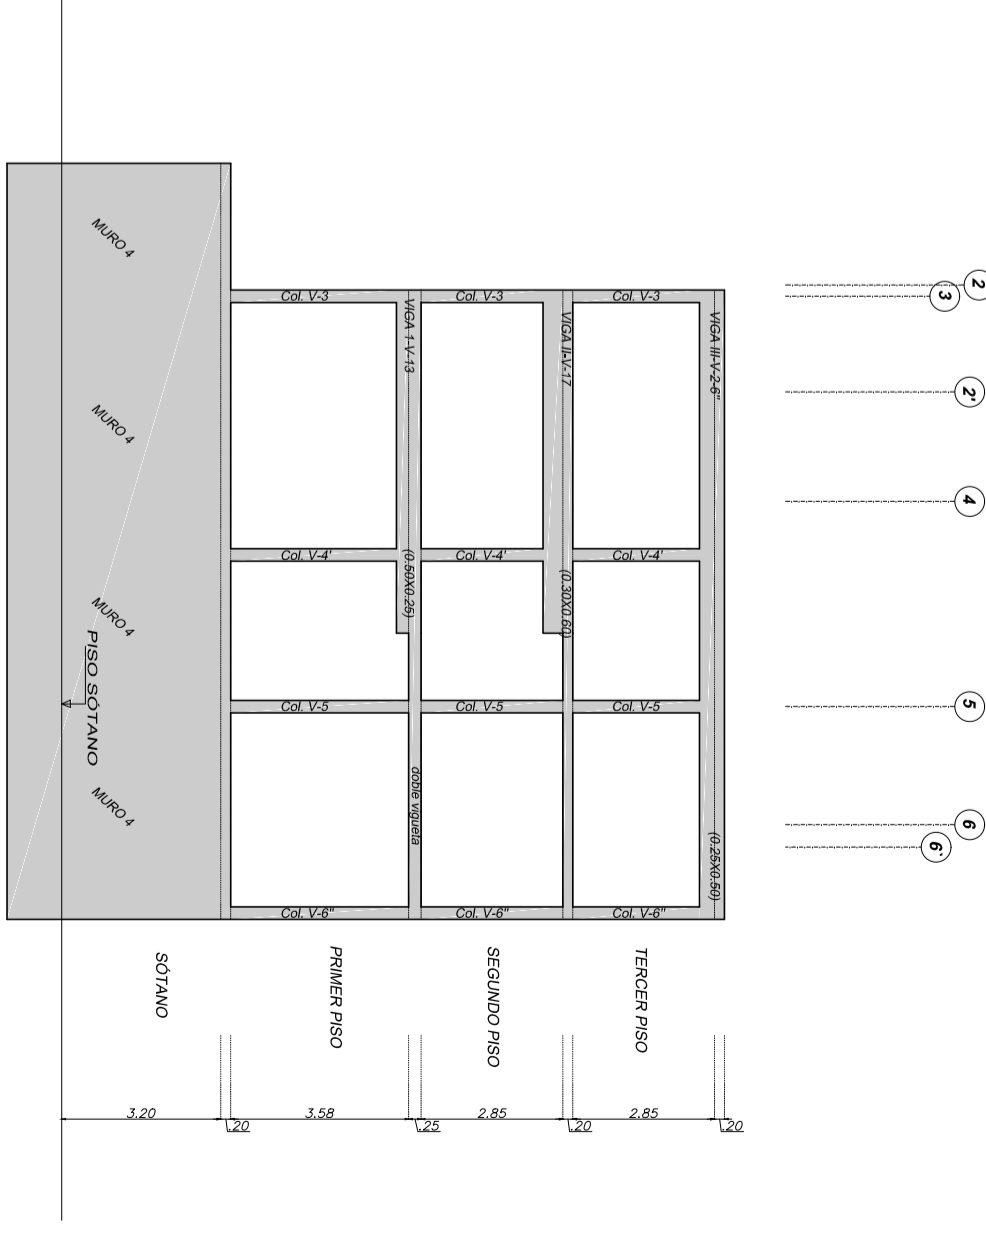 2
3
2'
4
5
6
6'
Col. V-3
Col. V-3
Col. V-3
VIGA 1-V-13
VIGA II-V-17
VIGA III-V-2-6"
MURO 4
MURO 4
MURO 4
MURO 4
Col. V-4'
Col. V-4'
Col. V-4'
(0.50X0.25)
(0.30X0.60)
PISO SÓTANO
Col. V-5
Col. V-5
Col. V-5
doble vigueta
(0.25X0.50)
Col. V-6"
Col. V-6"
Col. V-6"
SÓTANO
PRIMER PISO
SEGUNDO PISO
TERCER PISO
3.20
.20
3.58
.25
2.85
.20
2.85
.20